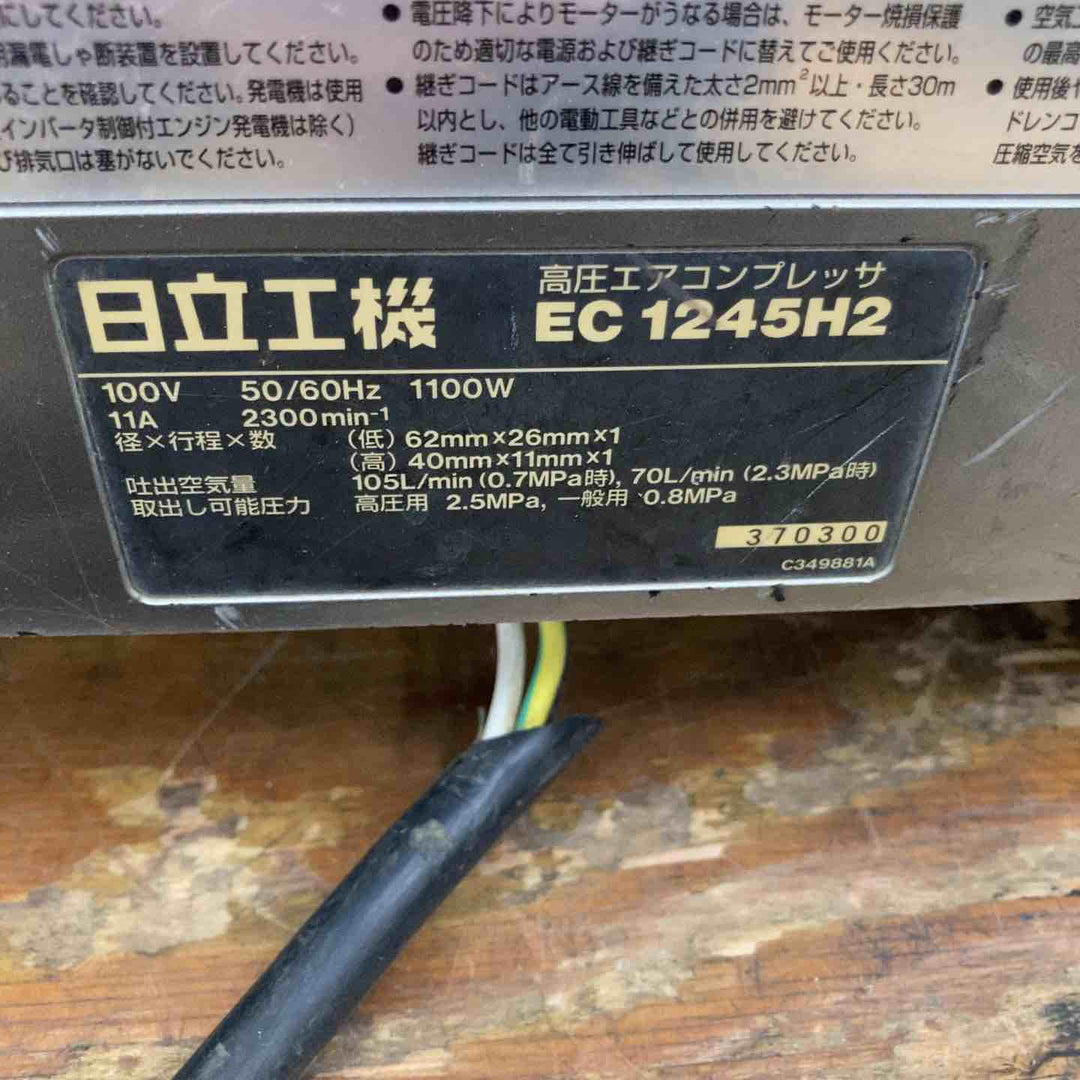 にしてください。
用漏電しゃ断装置を設置してください。
ることを確認してください。発電機は使用
インバータ制御付エンジン発電機は除く）
び排気口は塞がないでください。
● 電圧降下によりモーターがうなる場合は、モーター焼損保護
のため適切な電源および継ぎコードに替えてご使用ください。
● 継ぎコードはアース線を備えた太さ2mm²以上・長さ30m
以内とし、他の電動工具などとの併用を避けてください。
継ぎコードは全て引き伸ばして使用してください。
● 空気
の最高
● 使用後
ドレンコ
圧縮空気を
日立工機
高圧エアコンプレッサ
EC 1245H2
100V 50/60Hz 1100W
11A 2300min⁻¹
径×行程×数 （低）62mm×26mm×1
（高）40mm×11mm×1
吐出空気量 105L/min (0.7MPa時), 70L/min (2.3MPa時)
取出し可能圧力 高圧用 2.5MPa, 一般用 0.8MPa
370300
C349881A